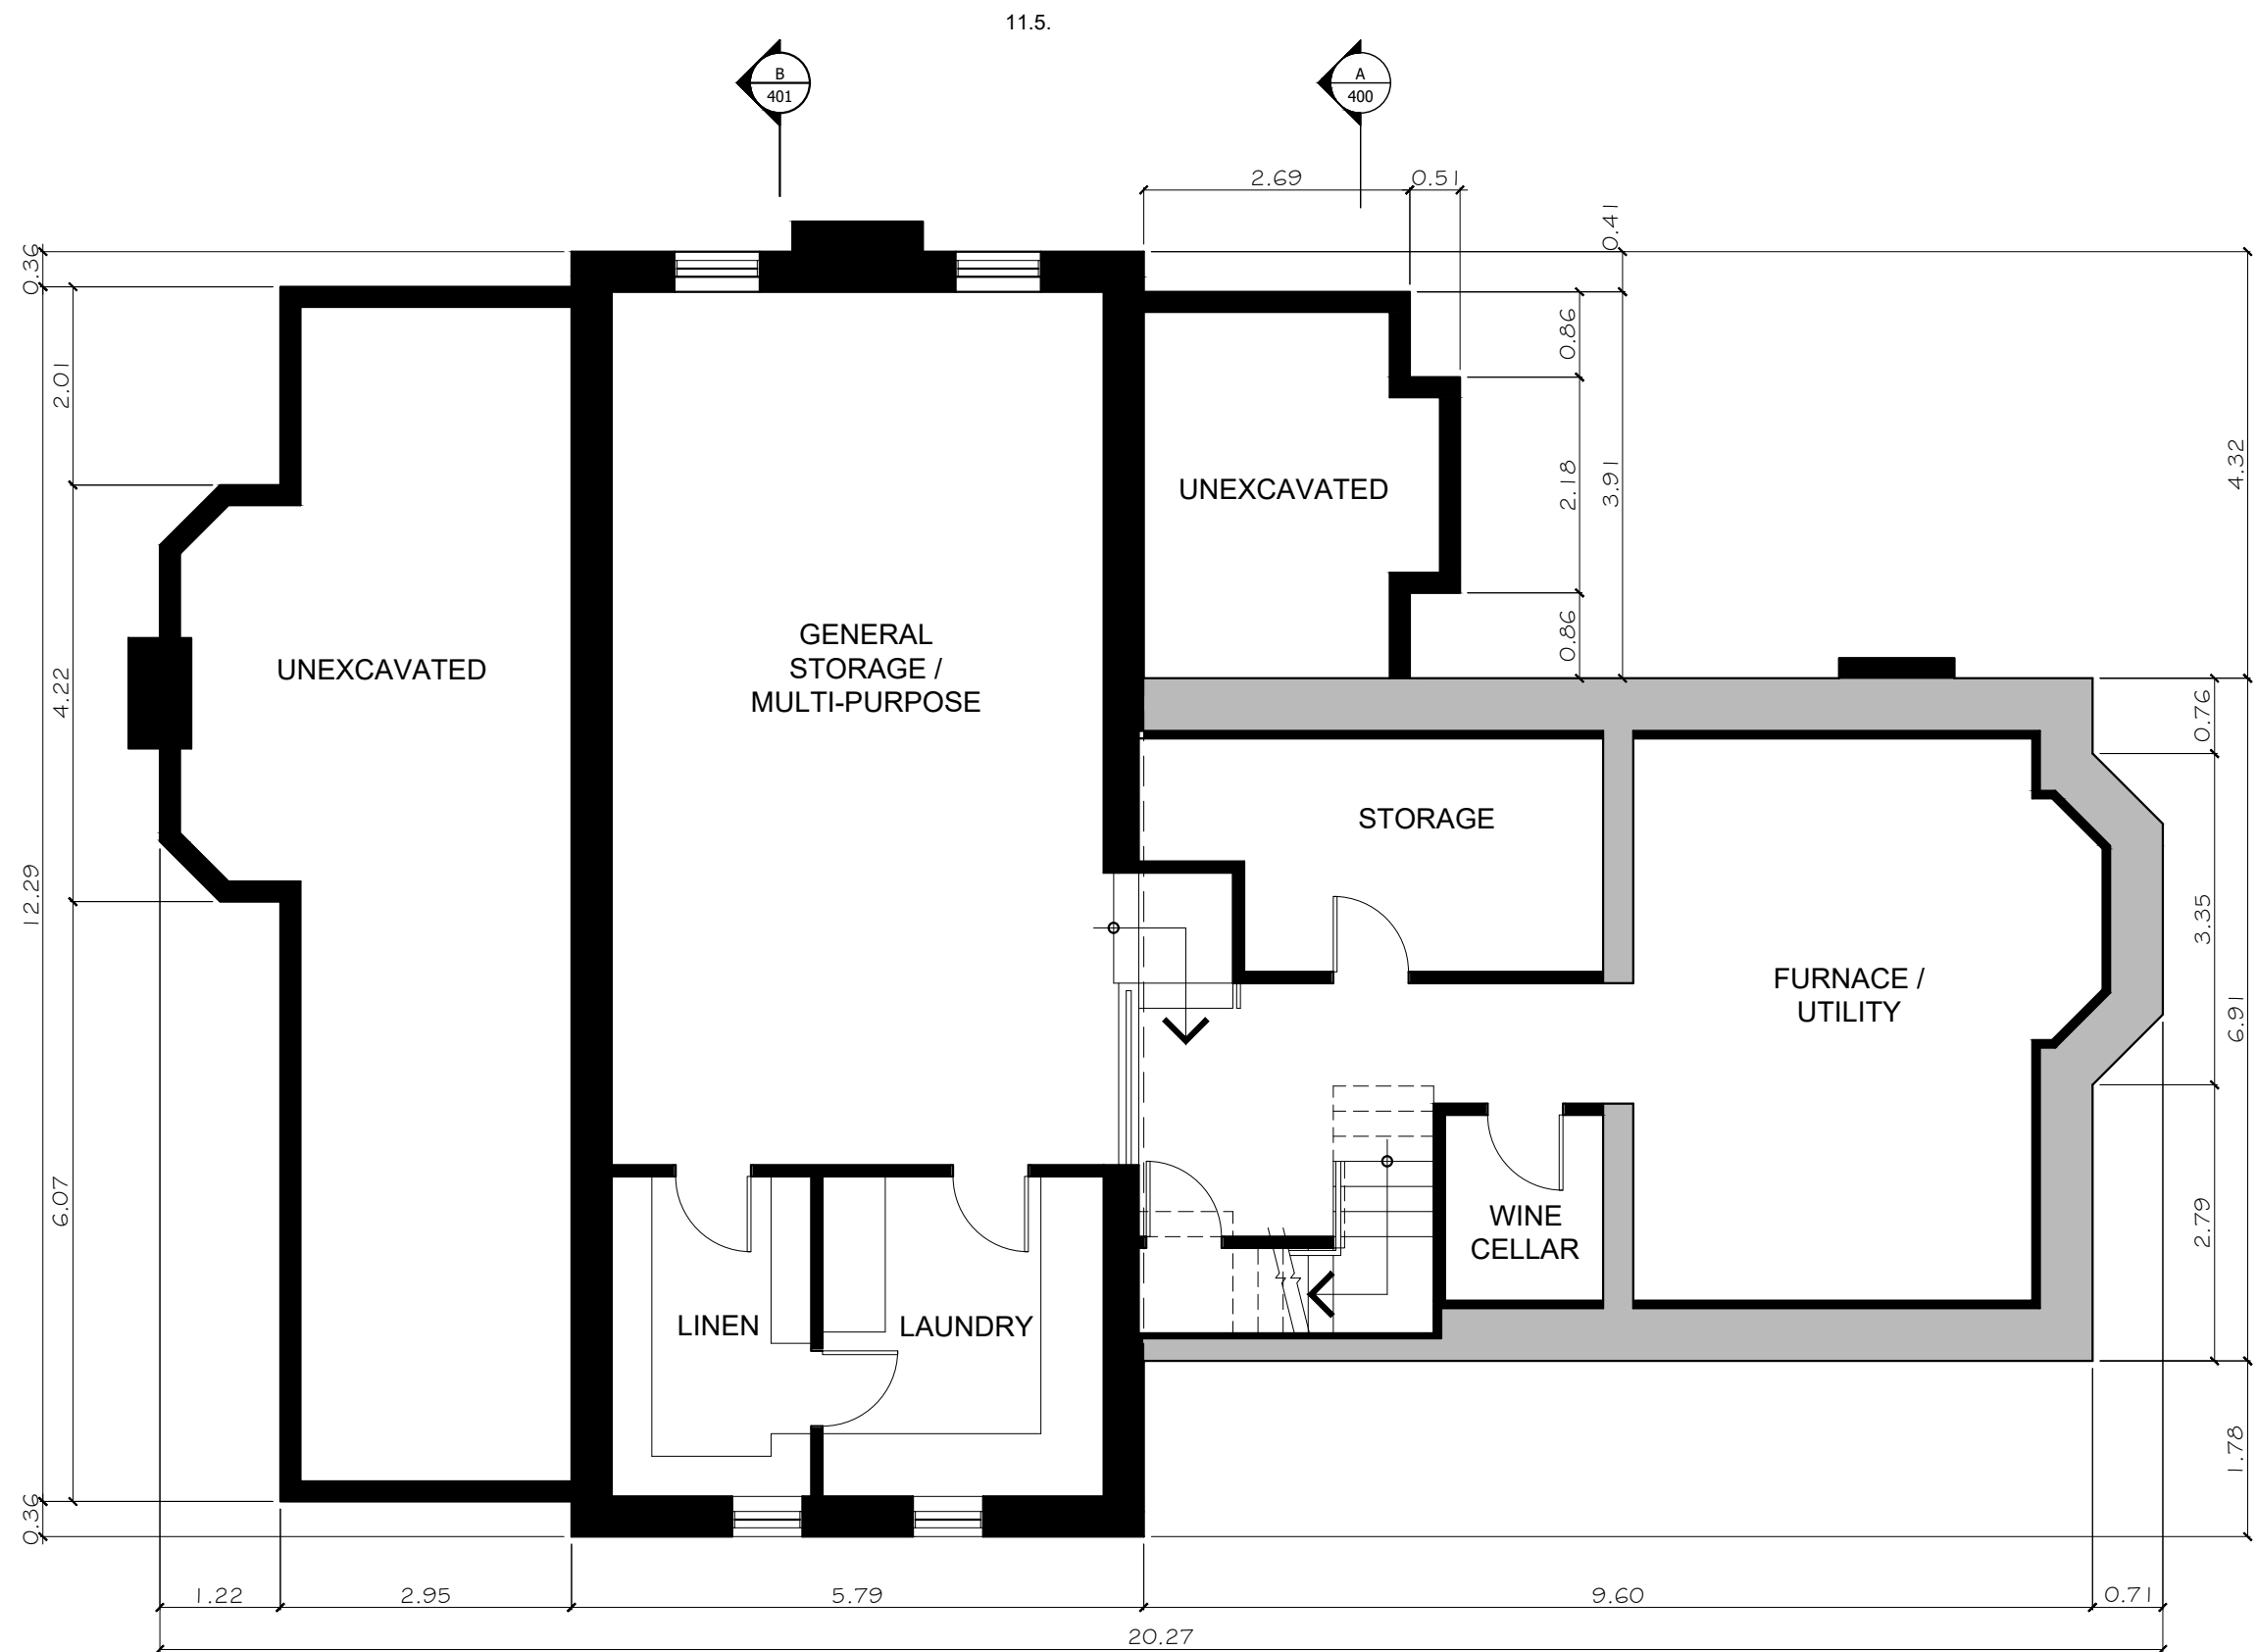 11.5.
B
401
A
400
2.69
0.51
0.41
0.36
0.86
2.01
4.32
2.18
3.91
UNEXCAVATED
GENERAL
STORAGE /
MULTI-PURPOSE
UNEXCAVATED
0.86
4.22
0.76
STORAGE
12.29
3.35
FURNACE /
UTILITY
6.91
6.07
2.79
WINE
CELLAR
LINEN
LAUNDRY
1.78
0.36
1.22
2.95
5.79
9.60
0.71
20.27